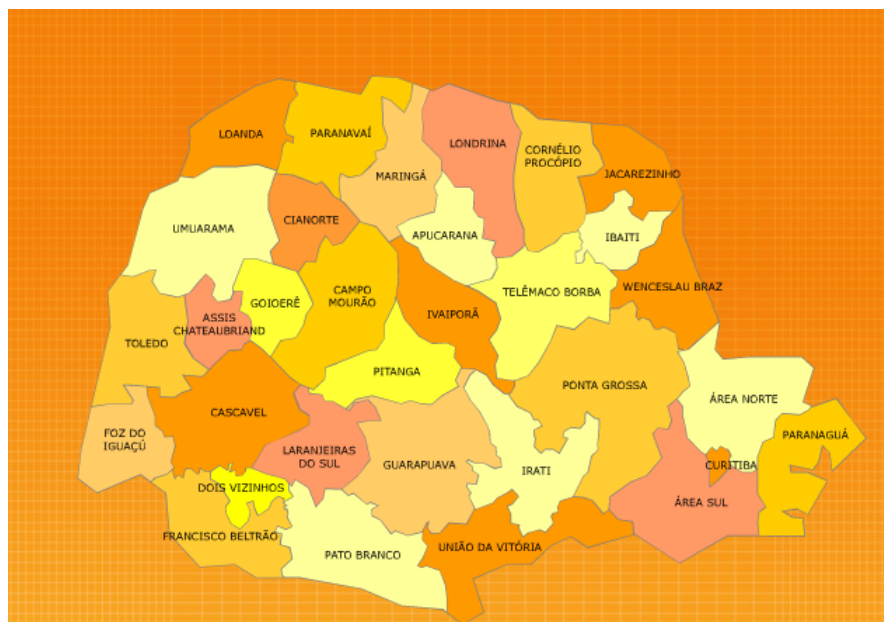 LOANDA
PARANAVAÍ
LONDRINA
CORNÉLIO
PROCÓPIO
MARINGÁ
JACAREZINHO
UMUARAMA
CIANORTE
APUCARANA
IBAITI
CAMPO
MOURÃO
GOIOERÊ
TELÊMACO BORBA
WENCESLAU BRAZ
ASSIS
CHATEAUBRIAND
IVAIPORÃ
TOLEDO
PITANGA
PONTA GROSSA
ÁREA NORTE
CASCAVEL
FOZ DO
IGUAÇÚ
LARANJEIRAS
DO SUL
GUARAPUAVA
IRATI
CURITIBA
PARANAGUÁ
DOIS VIZINHOS
ÁREA SUL
FRANCISCO BELTRÃO
PATO BRANCO
UNIÃO DA VITÓRIA